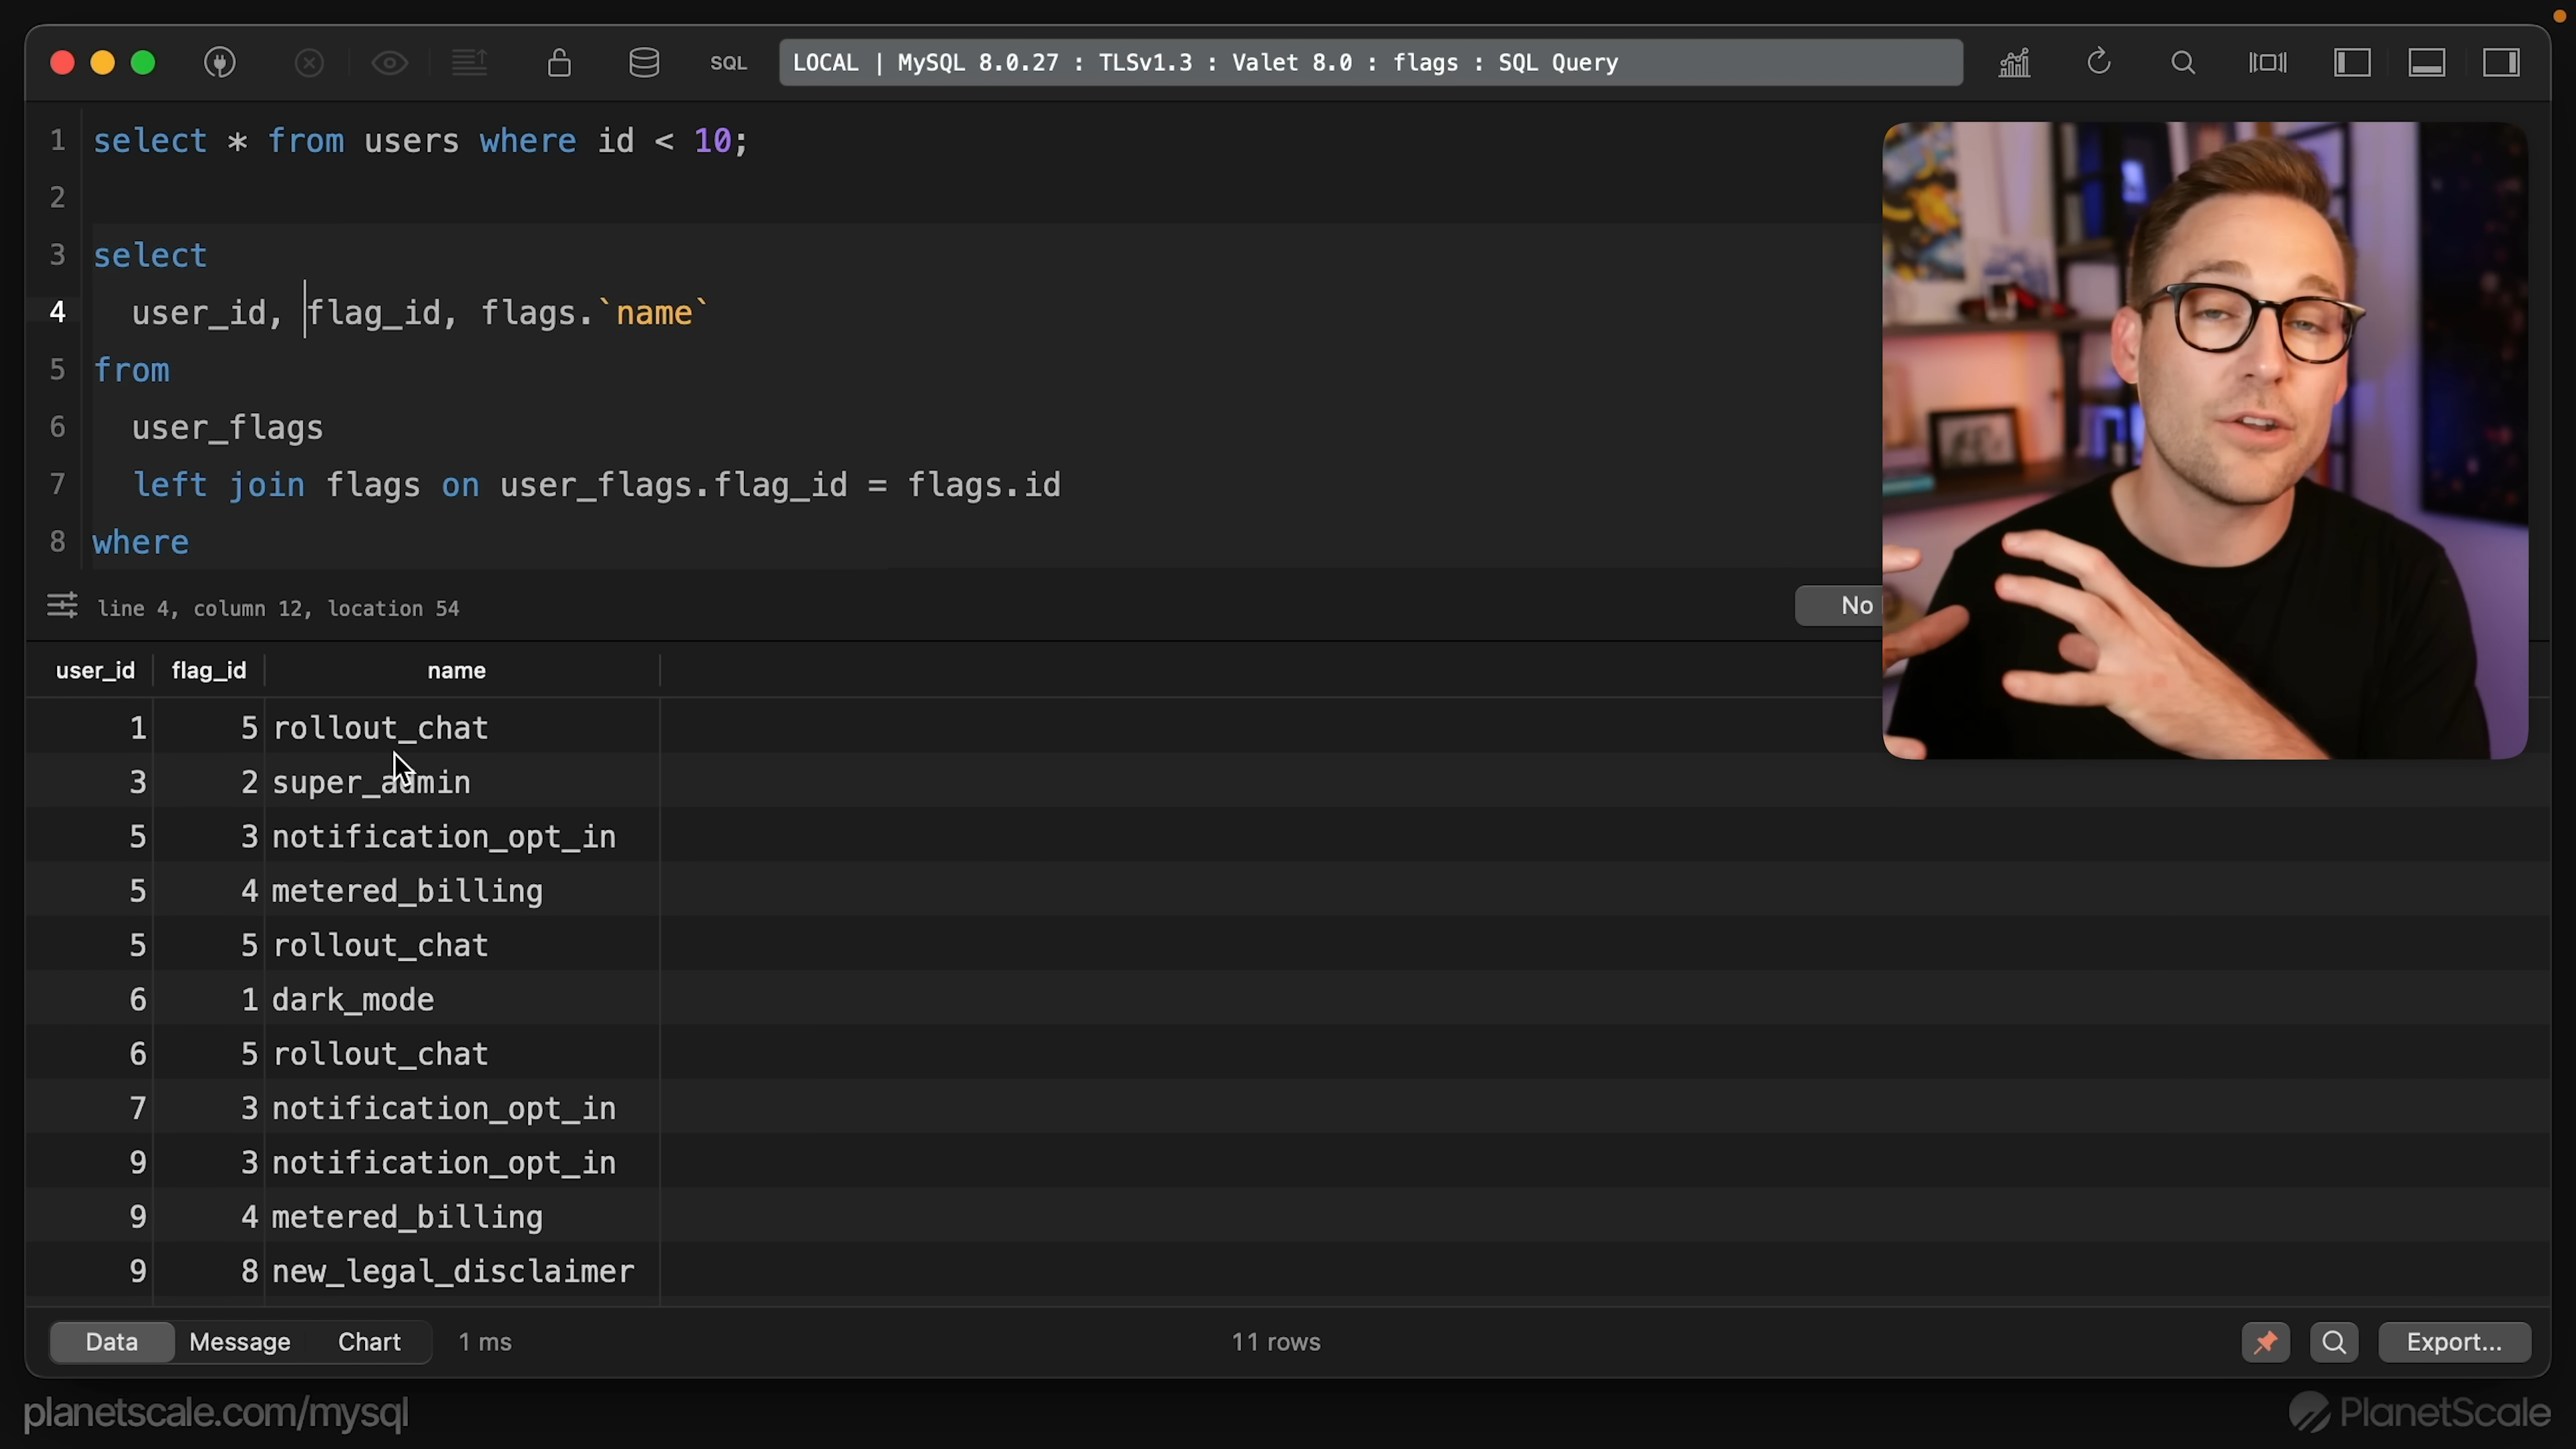 SQL
LOCAL | MySQL 8.0.27 : TLSv1.3 : Valet 8.0 : flags : SQL Query
1 select * from users where id < 10;
2
3 select
4 user_id, flag_id, flags.`name`
5 from
6 user_flags
7 left join flags on user_flags.flag_id = flags.id
8 where
line 4, column 12, location 54
No
user_id flag_id name
1 5 rollout_chat
3 2 super_admin
5 3 notification_opt_in
5 4 metered_billing
5 5 rollout_chat
6 1 dark_mode
6 5 rollout_chat
7 3 notification_opt_in
9 3 notification_opt_in
9 4 metered_billing
9 8 new_legal_disclaimer
Data Message Chart 1 ms 11 rows Export...
planetscale.com/mysql
PlanetScale